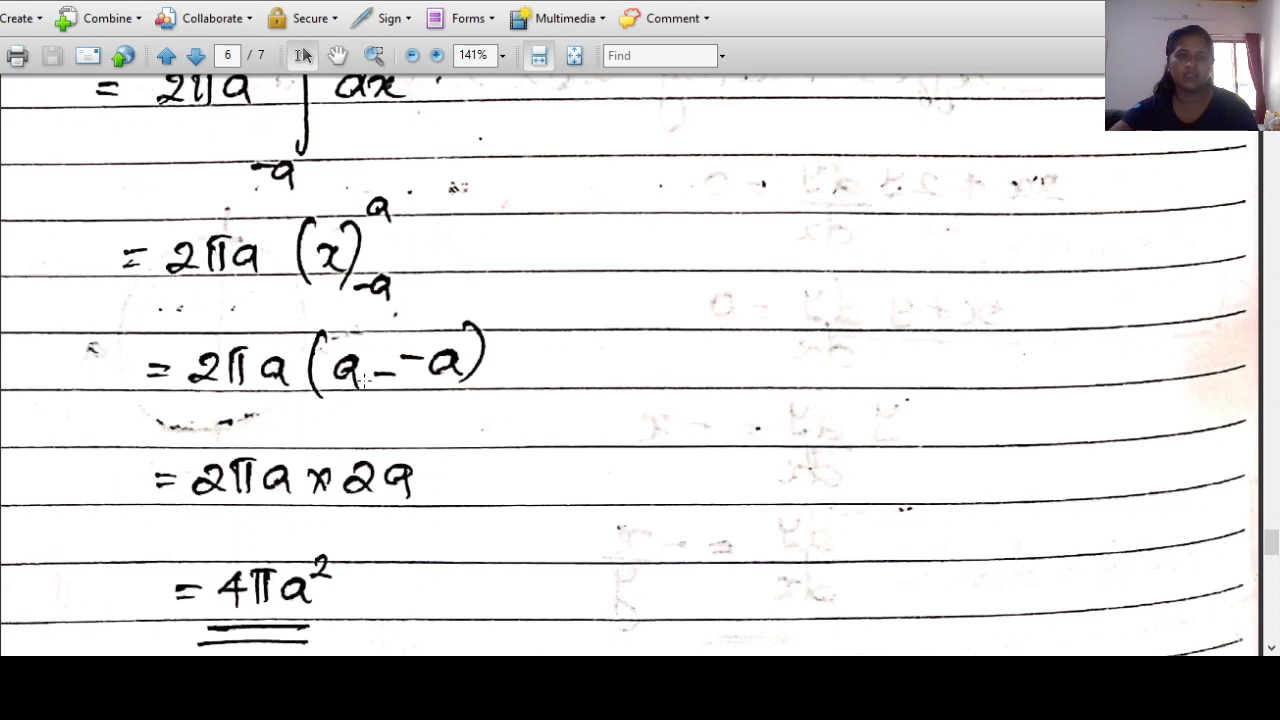 Create Combine Collaborate Secure Sign Forms Multimedia Comment
6 / 7 141% Find
= 2πa ∫ dx
-a
= 2πa (x)
a
-a
= 2πa (a - -a)
= 2πa × 2a
= 4πa²